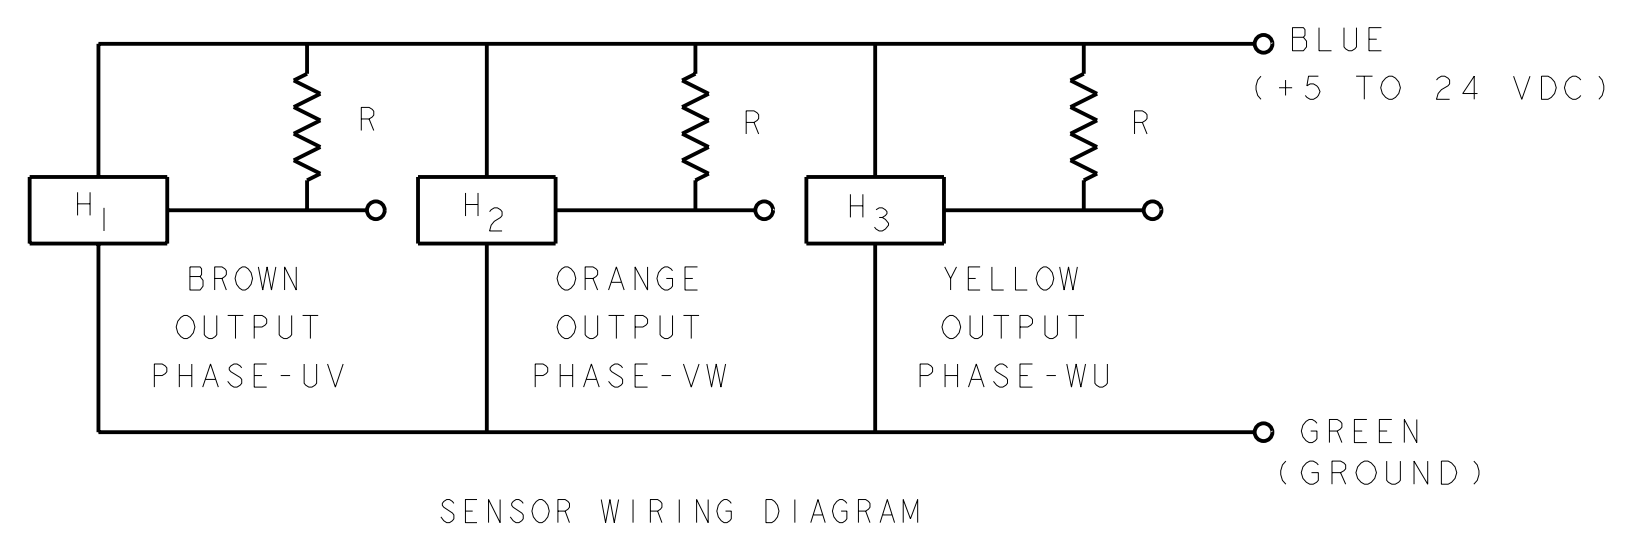 BLUE
(+5 TO 24 VDC)
R
R
R
H1
H2
H3
BROWN
OUTPUT
PHASE-UV
ORANGE
OUTPUT
PHASE-VW
YELLOW
OUTPUT
PHASE-WU
GREEN
(GROUND)
SENSOR WIRING DIAGRAM